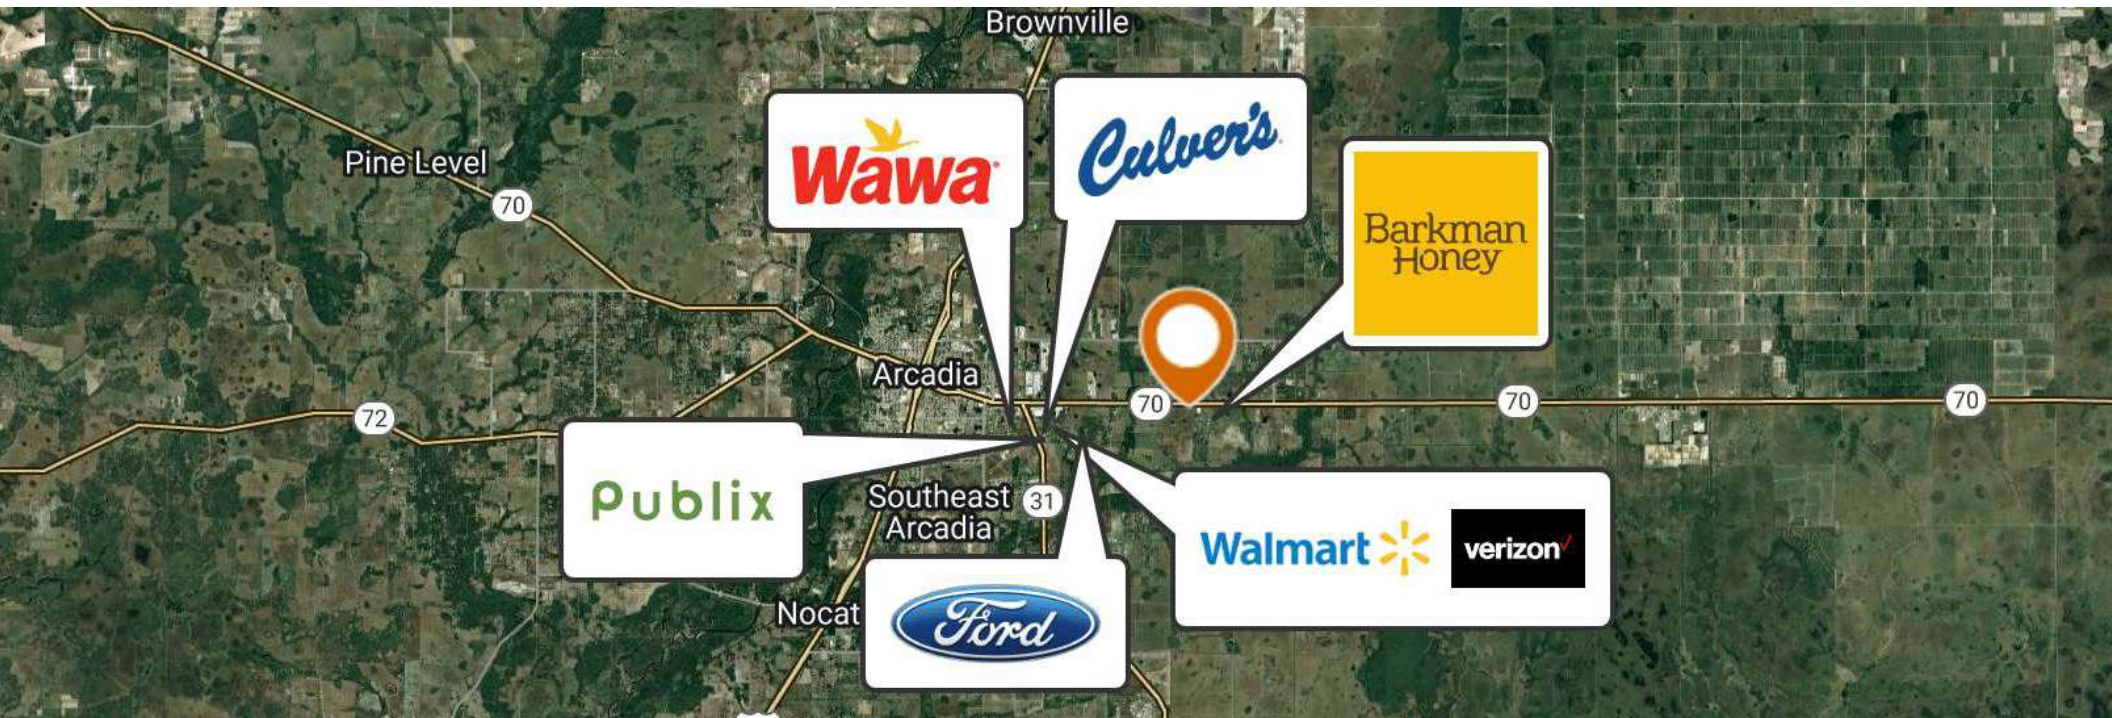 Brownville
Wawa
Culver's
Pine Level
70
Barkman
Honey
Arcadia
70
70
70
72
Publix
Southeast
Arcadia
31
Walmart
verizon
Nocat
Ford